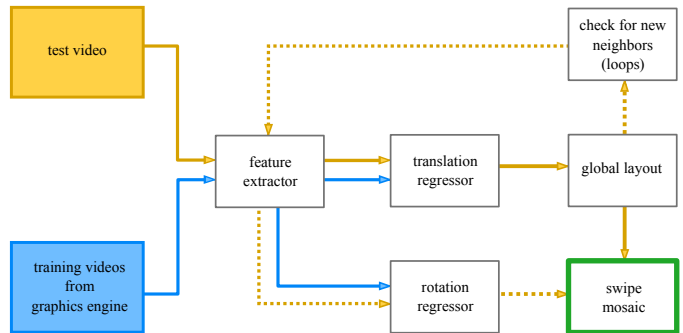 test video
check for new
neighbors
(loops)
feature
extractor
translation
regressor
global layout
training videos
from
graphics engine
rotation
regressor
swipe
mosaic